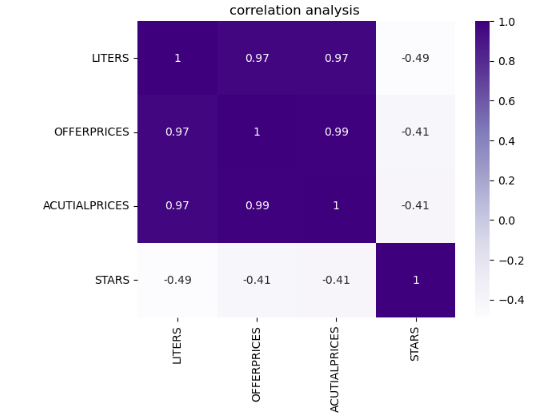 correlation analysis
LITERS 1 0.97 0.97 -0.49
OFFERPRICES 0.97 1 0.99 -0.41
ACUTIALPRICES 0.97 0.99 1 -0.41
STARS -0.49 -0.41 -0.41 1
LITERS
OFFERPRICES
ACUTIALPRICES
STARS
1.0
0.8
0.6
0.4
0.2
0.0
−0.2
−0.4